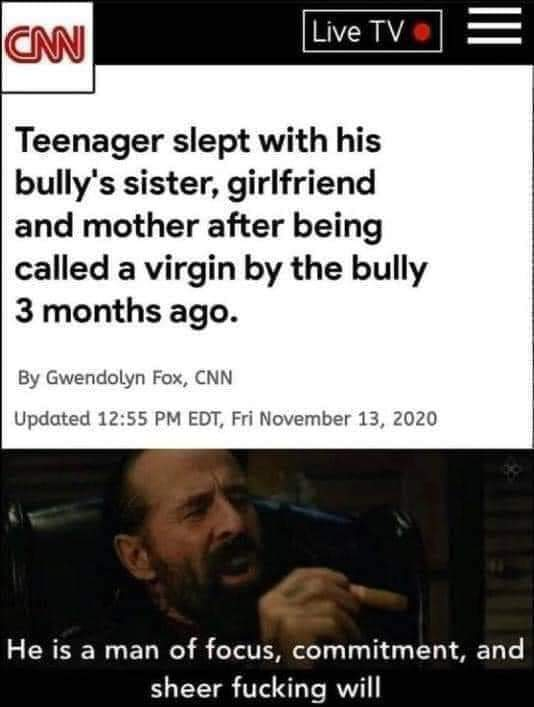 CNN
Live TV
Teenager slept with his
bully's sister, girlfriend
and mother after being
called a virgin by the bully
3 months ago.
By Gwendolyn Fox, CNN
Updated 12:55 PM EDT, Fri November 13, 2020
He is a man of focus, commitment, and
sheer fucking will